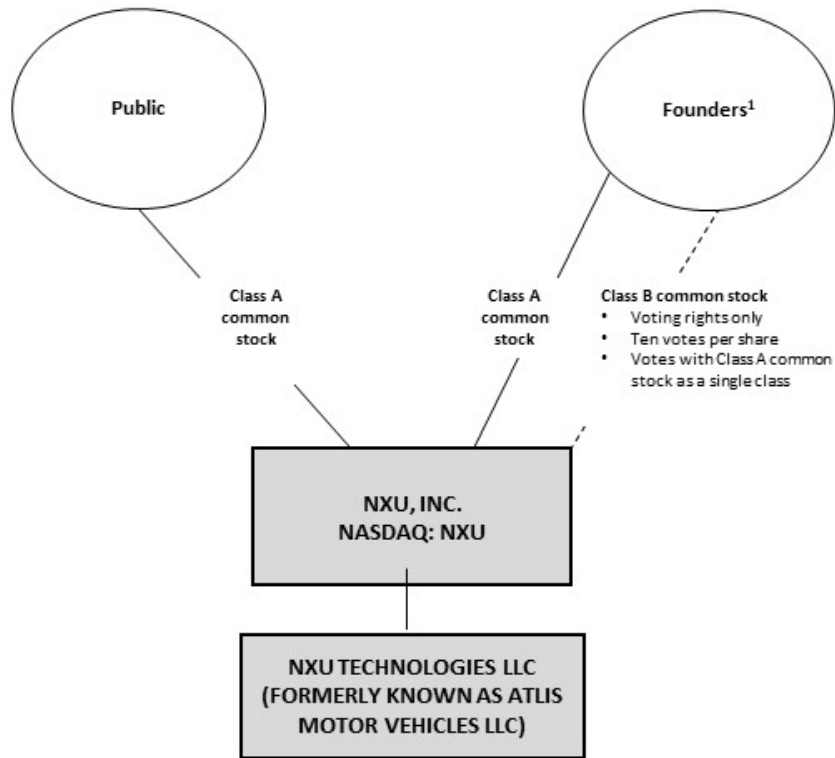 Public
Founders¹
Class A
common
stock
Class A
common
stock
Class B common stock
• Voting rights only
• Ten votes per share
• Votes with Class A common
stock as a single class
NXU, INC.
NASDAQ: NXU
NXU TECHNOLOGIES LLC
(FORMERLY KNOWN AS ATLIS
MOTOR VEHICLES LLC)